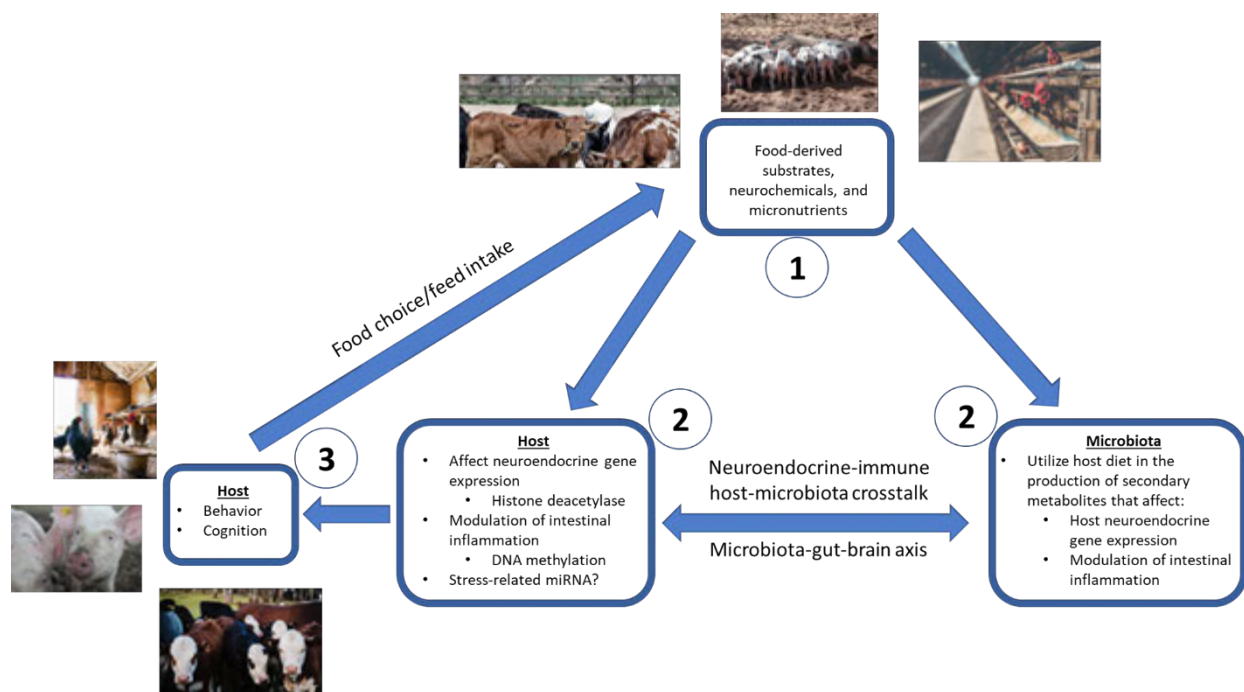 Food-derived
substrates,
neurochemicals, and
micronutrients
1
Food choice/feed intake
3
Host
• Behavior
• Cognition
2
Host
• Affect neuroendocrine gene
expression
• Histone deacetylase
• Modulation of intestinal
inflammation
• DNA methylation
• Stress-related miRNA?
Neuroendocrine-immune
host-microbiota crosstalk
Microbiota-gut-brain axis
2
Microbiota
• Utilize host diet in the
production of secondary
metabolites that affect:
• Host neuroendocrine
gene expression
• Modulation of intestinal
inflammation